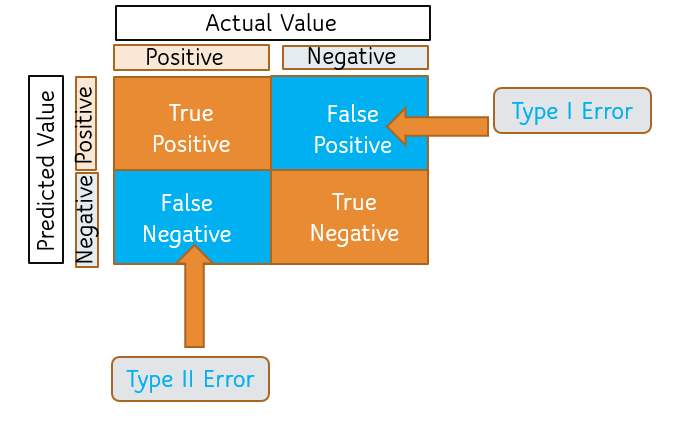 Actual Value
Positive
Negative
Predicted Value
Positive
Negative
True
Positive
False
Positive
False
Negative
True
Negative
Type I Error
Type II Error